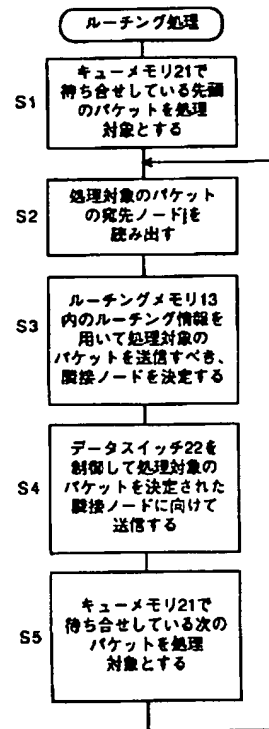 ルーチング処理
S1
キューメモリ21で
待ち合せしている先頭
のパケットを処理
対象とする
S2
処理対象のパケット
の宛先ノードjを
読み出す
S3
ルーチングメモリ13
内のルーチング情報を
用いて処理対象の
パケットを送信すべき、
隣接ノードを決定する
S4
データスイッチ22を
制御して処理対象の
パケットを決定された
隣接ノードに向けて
送信する
S5
キューメモリ21で
待ち合せしている次の
パケットを処理
対象とする